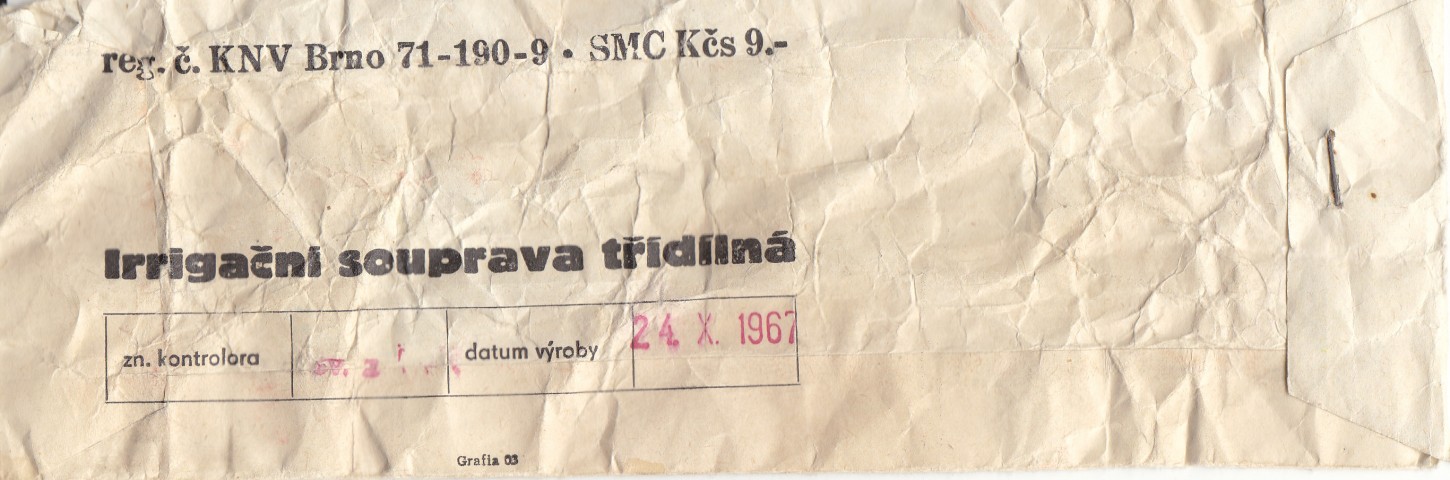 reg. č. KNV Brno 71-190-9 • SMC Kčs 9.-
Irrigační souprava třídílná
zn. kontrolora datum výroby 24. X. 1967
Grafia 03